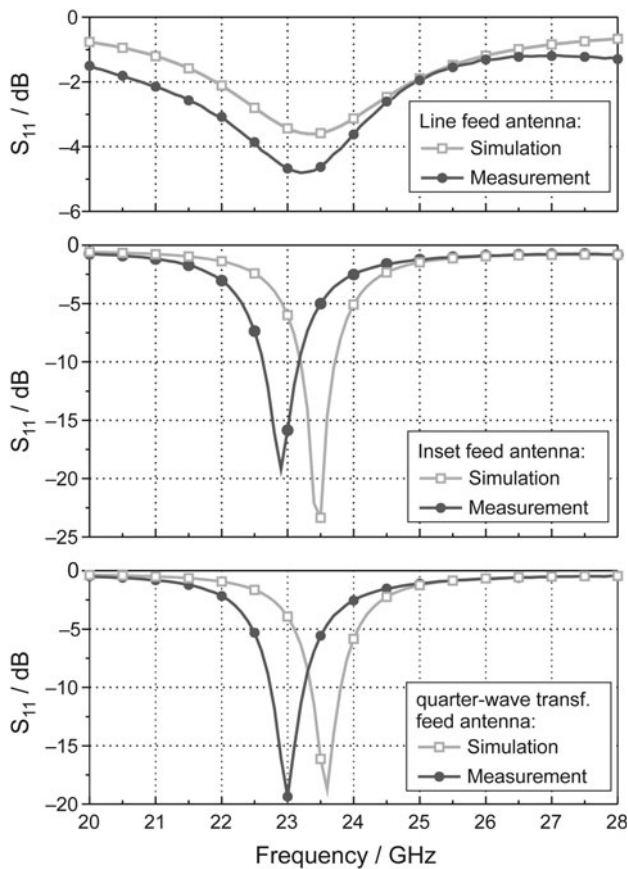 0
–2
–4
–6
S11 / dB
Line feed antenna:
Simulation
Measurement
0
–5
–10
–15
–20
–25
S11 / dB
Inset feed antenna:
Simulation
Measurement
0
–5
–10
–15
–20
S11 / dB
quarter-wave transf.
feed antenna:
Simulation
Measurement
20 21 22 23 24 25 26 27 28
Frequency / GHz